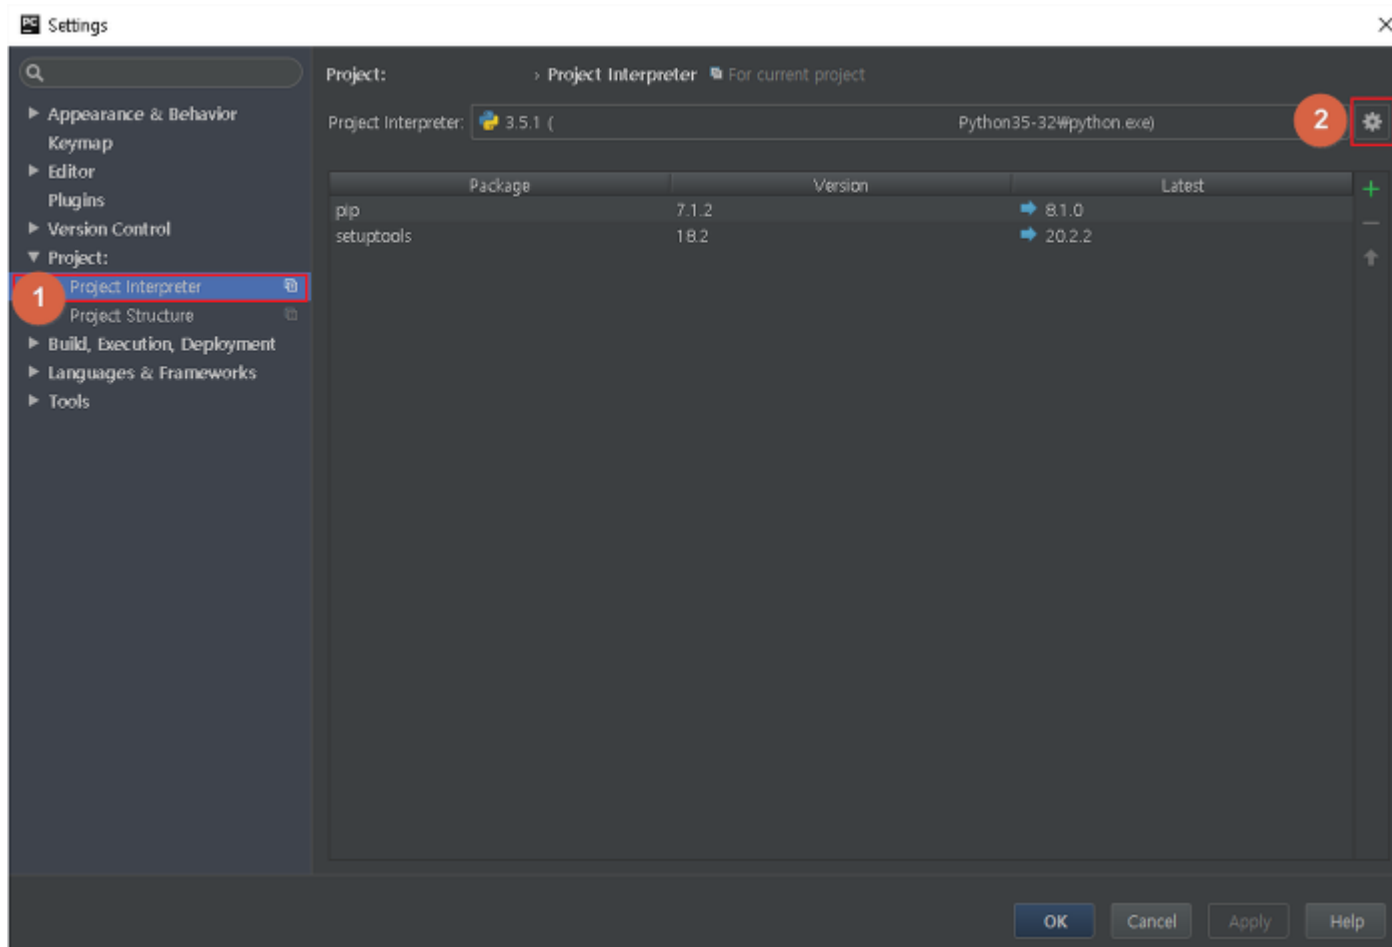 PC Settings
Project: › Project Interpreter For current project
Appearance & Behavior
Keymap
Editor
Plugins
Version Control
Project:
Project Interpreter
1
Project Structure
Build, Execution, Deployment
Languages & Frameworks
Tools
Project Interpreter: 3.5.1 ( Python35-32₩python.exe) 2
Package Version Latest
pip 7.1.2 8.1.0
setuptools 18.2 20.2.2
OK Cancel Apply Help